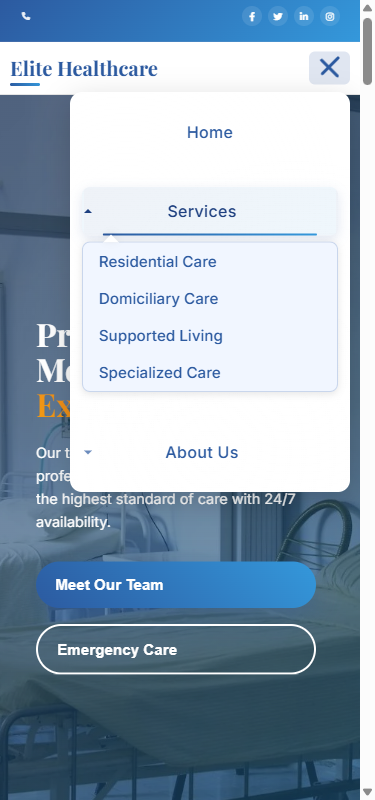 Elite Healthcare
Home
Services
Residential Care
Domiciliary Care
Supported Living
Specialized Care
About Us
Pr
Me
Ex
Our t
profe
the highest standard of care with 24/7
availability.
Meet Our Team
Emergency Care